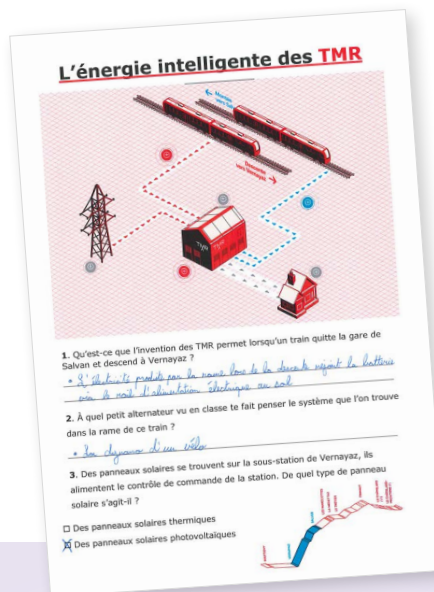 L'énergie intelligente des TMR
Montée
vers Salvan
Descente
vers Vernayaz
TMR
1. Qu'est-ce que l'invention des TMR permet lorsqu'un train quitte la gare de
Salvan et descend à Vernayaz ?
• L'électricité produite par la rame lors de la descente rejoint la batterie
via le rail d'alimentation électrique au sol
2. À quel petit alternateur vu en classe te fait penser le système que l'on trouve
dans la rame de ce train ?
• La dynamo d'un vélo
3. Des panneaux solaires se trouvent sur la sous-station de Vernayaz, ils
alimentent le contrôle de commande de la station. De quel type de panneau
solaire s'agit-il ?
Des panneaux solaires thermiques
Des panneaux solaires photovoltaïques